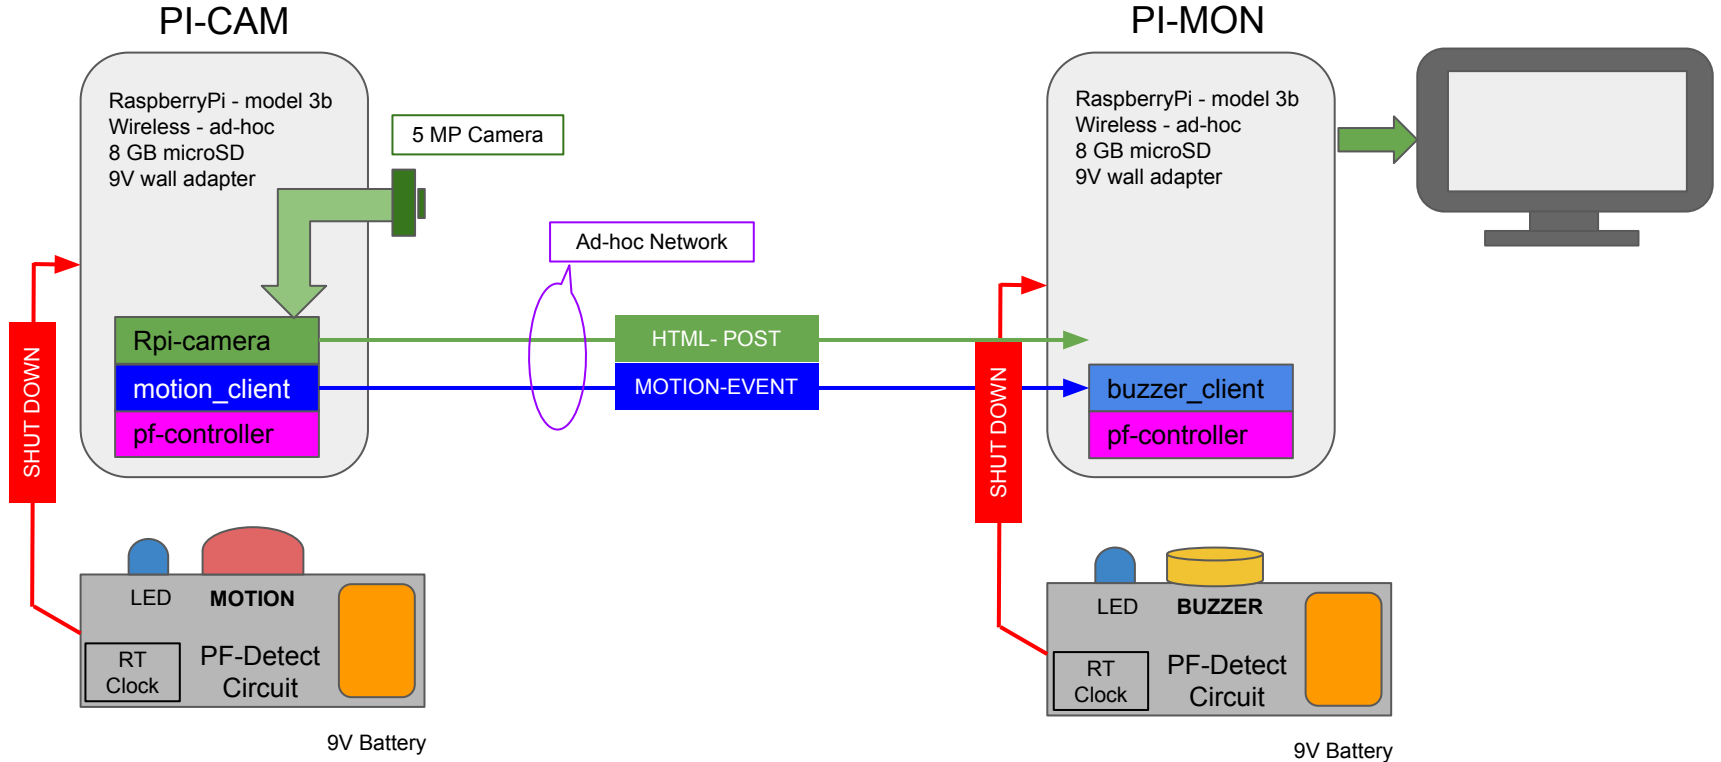 PI-CAM
PI-MON
RaspberryPi - model 3b
Wireless - ad-hoc
8 GB microSD
9V wall adapter
5 MP Camera
RaspberryPi - model 3b
Wireless - ad-hoc
8 GB microSD
9V wall adapter
Ad-hoc Network
Rpi-camera
motion_client
pf-controller
HTML- POST
MOTION-EVENT
buzzer_client
pf-controller
SHUT DOWN
SHUT DOWN
LED
MOTION
RT
Clock
PF-Detect
Circuit
9V Battery
LED
BUZZER
RT
Clock
PF-Detect
Circuit
9V Battery